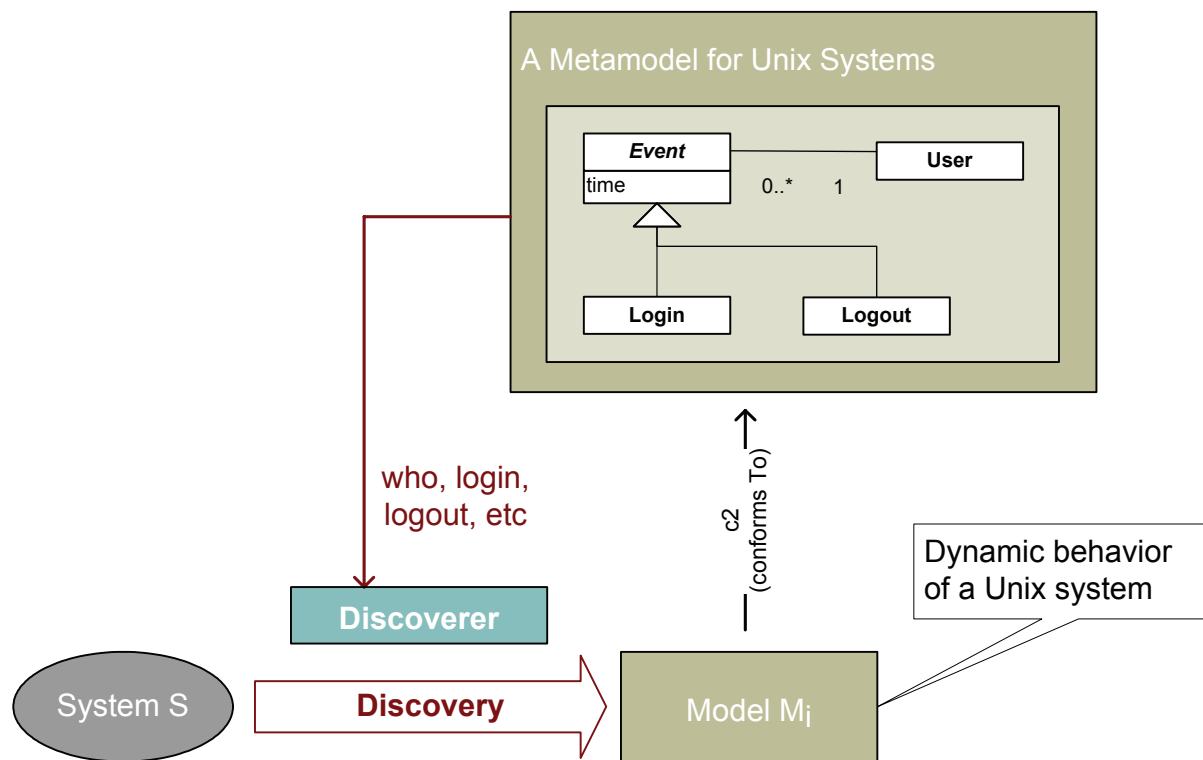 A Metamodel for Unix Systems
Event
time
0..*
1
User
Login
Logout
who, login,
logout, etc
c2
(conforms To)
Dynamic behavior
of a Unix system
Discoverer
System S
Discovery
Model Mi